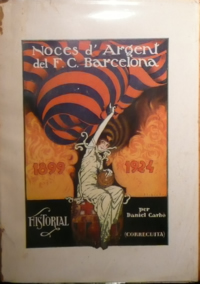 Noces d'Argent
del F. C. Barcelona
1899 1924
HISTORIAL
per
Daniel Carbó
(CORREGUITA)